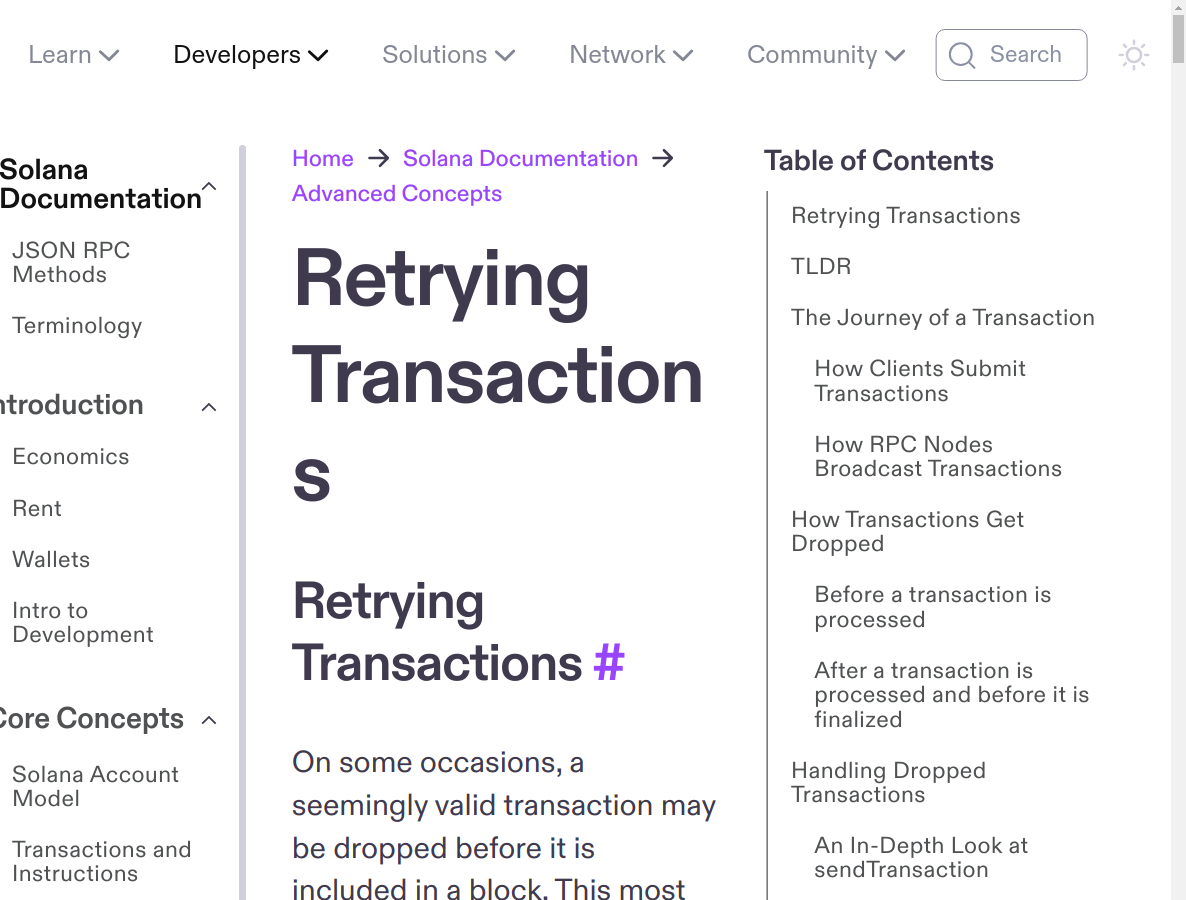 Learn
Developers
Solutions
Network
Community
Search
Solana
Documentation
JSON RPC
Methods
Terminology
ntroduction
Economics
Rent
Wallets
Intro to
Development
Core Concepts
Solana Account
Model
Transactions and
Instructions
Home → Solana Documentation →
Advanced Concepts
Retrying
Transaction
s
Retrying
Transactions #
On some occasions, a
seemingly valid transaction may
be dropped before it is
included in a block. This most
Table of Contents
Retrying Transactions
TLDR
The Journey of a Transaction
How Clients Submit
Transactions
How RPC Nodes
Broadcast Transactions
How Transactions Get
Dropped
Before a transaction is
processed
After a transaction is
processed and before it is
finalized
Handling Dropped
Transactions
An In-Depth Look at
sendTransaction